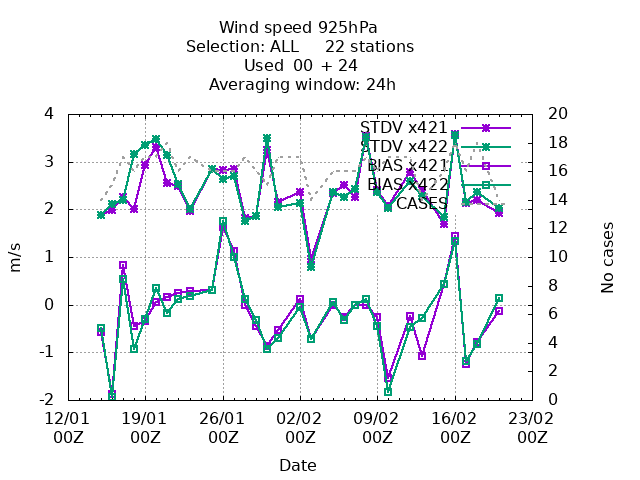 Wind speed 925hPa
Selection: ALL 22 stations
Used 00 + 24
Averaging window: 24h
4
3
2
1
0
-1
-2
m/s
20
18
16
14
12
10
8
6
4
2
0
No cases
STDV x421
STDV x422
BIAS x421
BIAS x422
CASES
12/01 19/01 26/01 02/02 09/02 16/02 23/02
00Z 00Z 00Z 00Z 00Z 00Z 00Z
Date